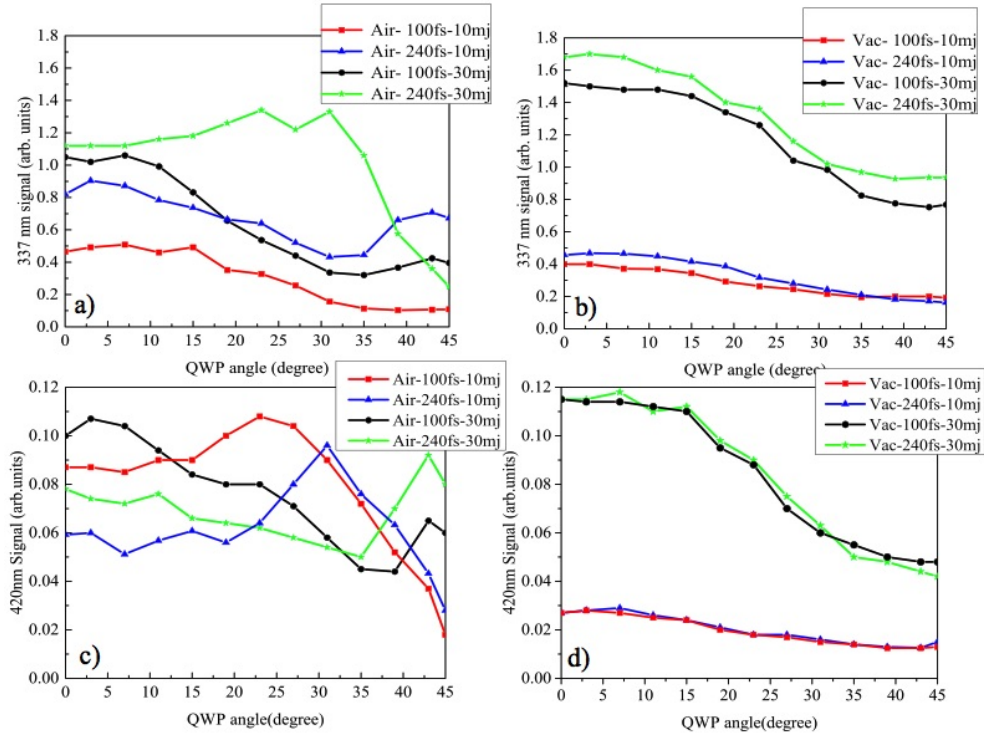 a)
Air- 100fs-10mj
Air- 240fs-10mj
Air- 100fs-30mj
Air- 240fs-30mj
337 nm signal (arb. units)
1.8
1.6
1.4
1.2
1.0
0.8
0.6
0.4
0.2
0.0
0 5 10 15 20 25 30 35 40 45
QWP angle (degree)
b)
Vac- 100fs-10mj
Vac- 240fs-10mj
Vac- 100fs-30mj
Vac- 240fs-30mj
337 nm signal (arb. units)
1.8
1.6
1.4
1.2
1.0
0.8
0.6
0.4
0.2
0.0
0 5 10 15 20 25 30 35 40 45
QWP angle (degree)
c)
Air-100fs-10mj
Air-240fs-10mj
Air-100fs-30mj
Air-240fs-30mj
420nm Signal (arb.units)
0.12
0.10
0.08
0.06
0.04
0.02
0.00
0 5 10 15 20 25 30 35 40 45
QWP angle(degree)
d)
Vac-100fs-10mj
Vac-240fs-10mj
Vac-100fs-30mj
Vac-240fs-30mj
420nm Signal (arb.units)
0.12
0.10
0.08
0.06
0.04
0.02
0.00
0 5 10 15 20 25 30 35 40 45
QWP angle(degree)